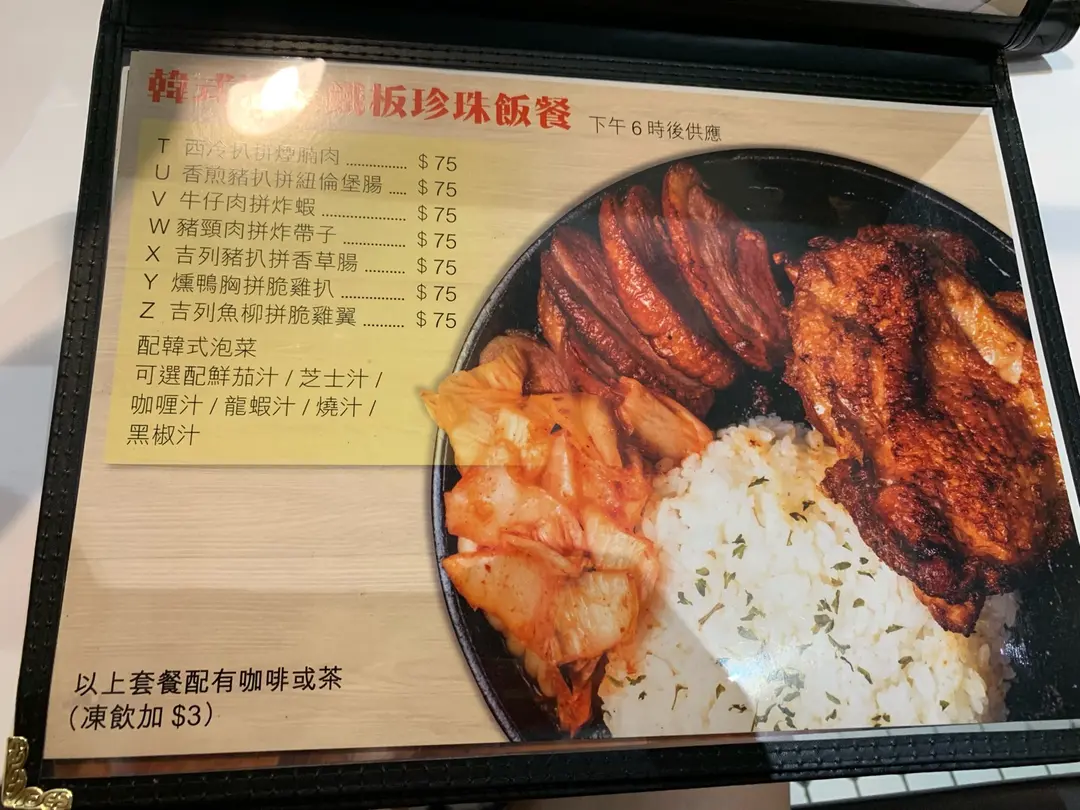 韓式 鐵板珍珠飯餐 下午6時後供應
T 西冷扒拼煙腩肉 ............ $75
U 香煎豬扒拼紐倫堡腸 .... $75
V 牛仔肉拼炸蝦 ................. $75
W 豬頸肉拼炸帶子 ............ $75
X 吉列豬扒拼香草腸 ........ $75
Y 燻鴨胸拼脆雞扒 ............ $75
Z 吉列魚柳拼脆雞翼 ........ $75
配韓式泡菜
可選配鮮茄汁 / 芝士汁 /
咖喱汁 / 龍蝦汁 / 燒汁 /
黑椒汁
以上套餐配有咖啡或茶
（凍飲加 $3）